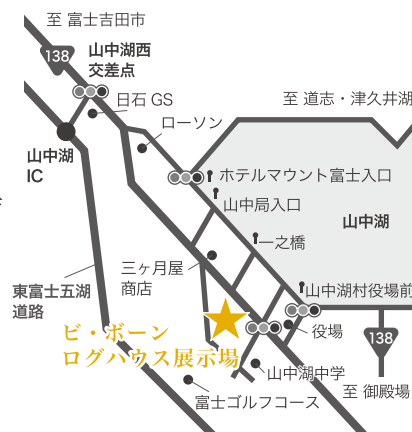 至 富士吉田市
138
山中湖西
交差点
日石 GS
至 道志・津久井湖
ローソン
山中湖
IC
ホテルマウント富士入口
山中局入口
山中湖
一之橋
三ヶ月屋
商店
東富士五湖
道路
山中湖村役場前
ビ・ボーン
ログハウス展示場
役場
138
山中湖中学
至 御殿場
富士ゴルフコース